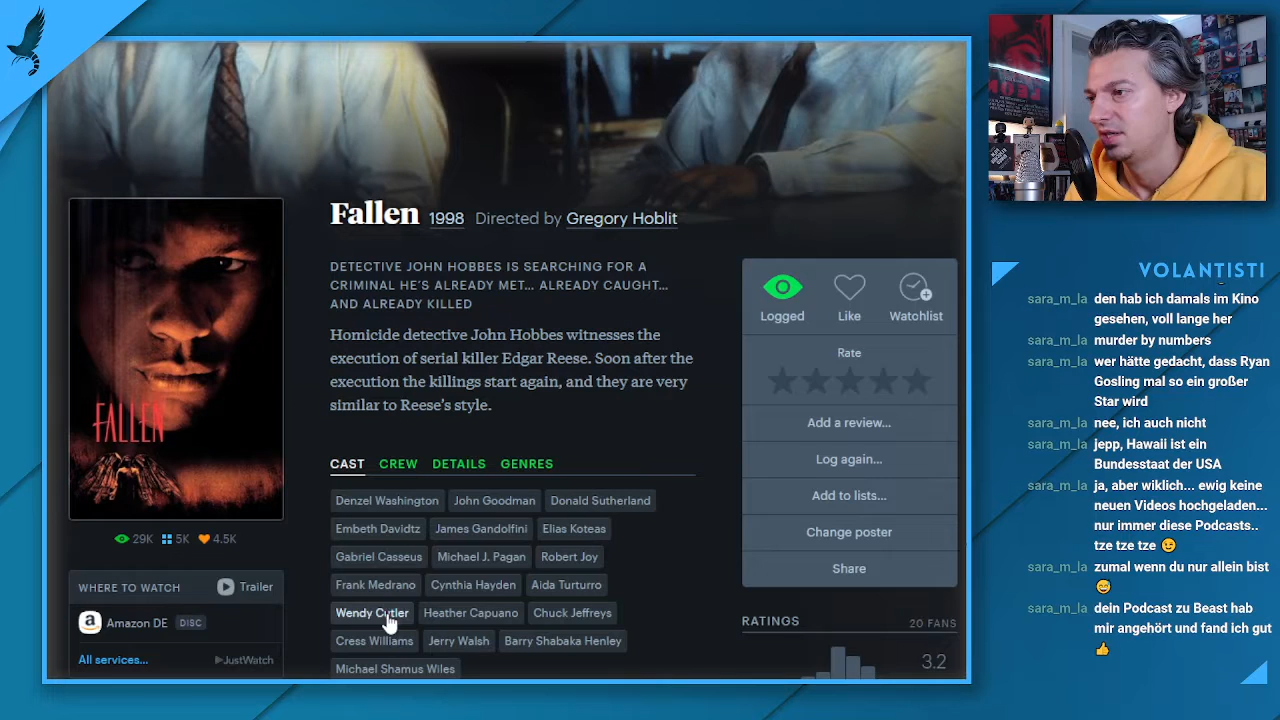 Fallen 1998 Directed by Gregory Hoblit
DETECTIVE JOHN HOBBES IS SEARCHING FOR A
CRIMINAL HE'S ALREADY MET... ALREADY CAUGHT...
AND ALREADY KILLED
Homicide detective John Hobbes witnesses the
execution of serial killer Edgar Reese. Soon after the
execution the killings start again, and they are very
similar to Reese's style.
CAST CREW DETAILS GENRES
Denzel Washington John Goodman Donald Sutherland
Embeth Davidtz James Gandolfini Elias Koteas
Gabriel Casseus Michael J. Pagan Robert Joy
Frank Medrano Cynthia Hayden Aida Turturro
Wendy Cutler Heather Capuano Chuck Jeffreys
Cress Williams Jerry Walsh Barry Shabaka Henley
Michael Shamus Wiles
FALLEN
29K 5K 4.5K
WHERE TO WATCH Trailer
Amazon DE DISC
All services... JustWatch
Logged Like Watchlist
Rate
Add a review...
Log again...
Add to lists...
Change poster
Share
RATINGS 20 FANS
3.2
VOLANTISTI
sara_m_la den hab ich damals im Kino
gesehen, voll lange her
sara_m_la murder by numbers
sara_m_la wer hätte gedacht, dass Ryan
Gosling mal so ein großer
Star wird
sara_m_la nee, ich auch nicht
sara_m_la jepp, Hawaii ist ein
Bundesstaat der USA
sara_m_la ja, aber wiklich... ewig keine
neuen Videos hochgeladen...
nur immer diese Podcasts..
tze tze tze 😉
sara_m_la zumal wenn du nur allein bist
😅
sara_m_la dein Podcast zu Beast hab
mir angehört und fand ich gut
👍